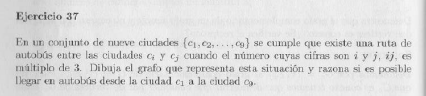 Ejercicio 37
En un conjunto de nueve ciudades {c₁, c₂, ..., c₉} se cumple que existe una ruta de
autobús entre las ciudades cᵢ y cⱼ cuando el número cuyas cifras son i y j, ij, es
múltiplo de 3. Dibuja el grafo que representa esta situación y razona si es posible
llegar en autobús desde la ciudad c₁ a la ciudad c₉.